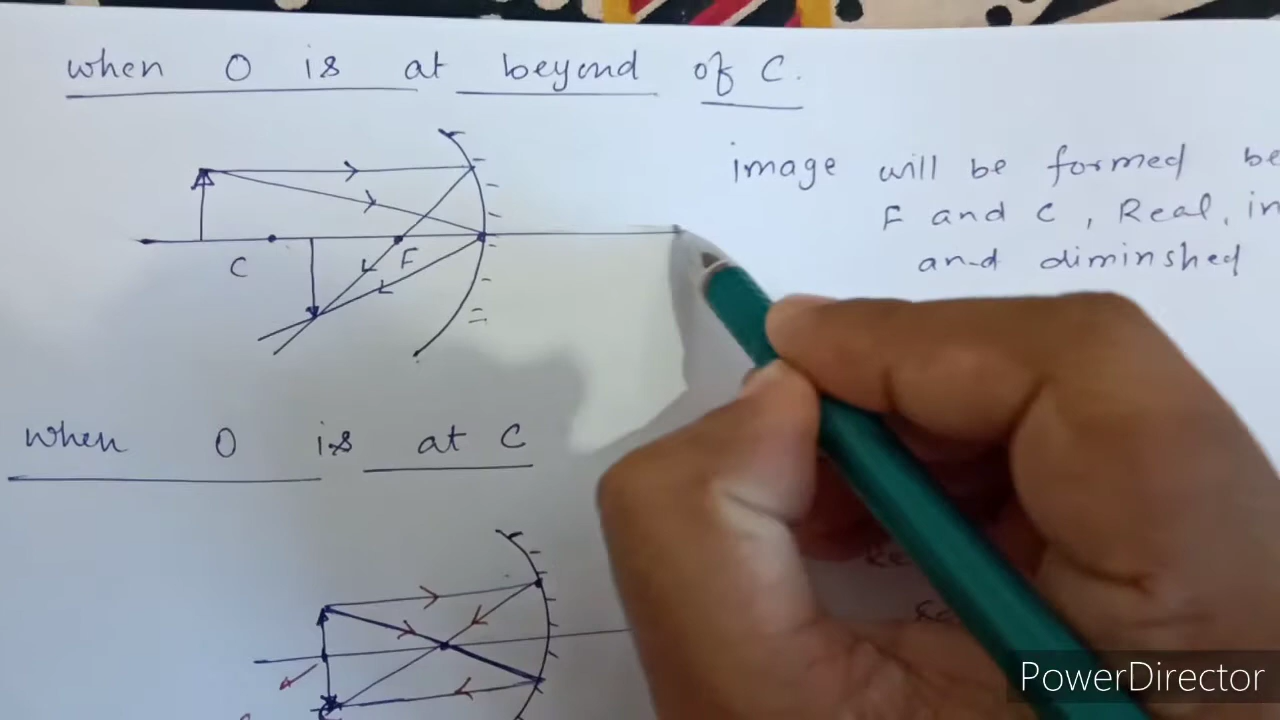 when O is at beyond of C.
image will be formed be
F and C, Real, in
and diminshed
C
F
when O is at C
PowerDirector